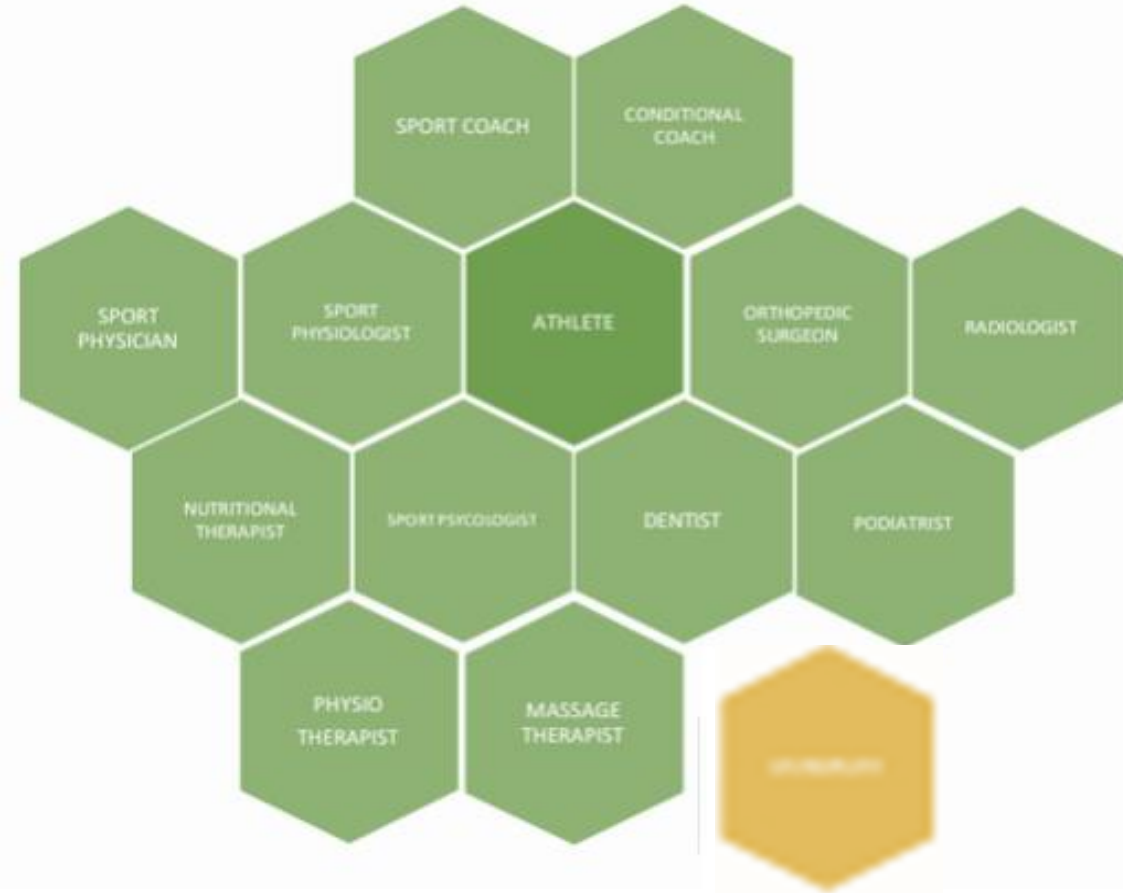 SPORT COACH
CONDITIONAL
COACH
SPORT
PHYSICIAN
SPORT
PHYSIOLOGIST
ATHLETE
ORTHOPEDIC
SURGEON
RADIOLOGIST
NUTRITIONAL
THERAPIST
SPORT PSYCOLOGIST
DENTIST
PODIATRIST
PHYSIO
THERAPIST
MASSAGE
THERAPIST